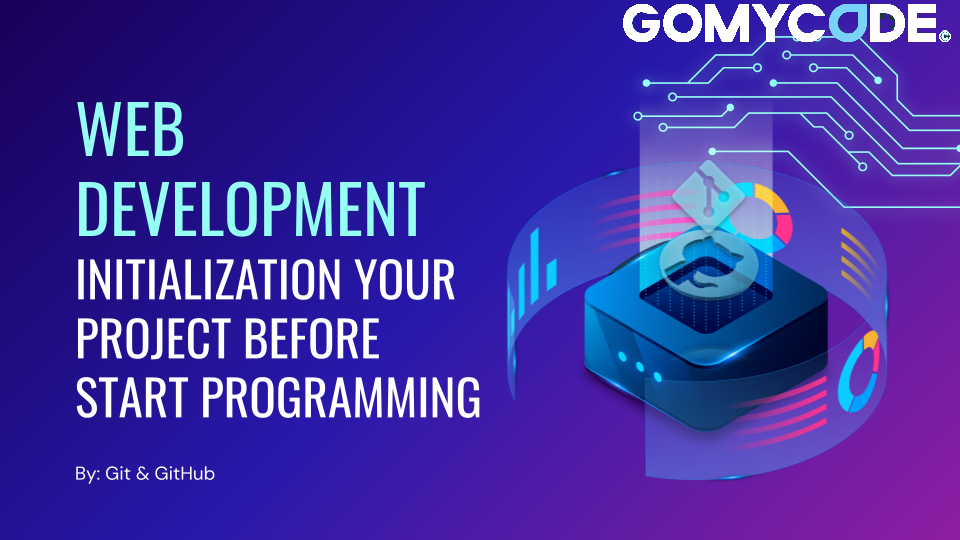 GOMYCODE.
WEB
DEVELOPMENT
INITIALIZATION YOUR
PROJECT BEFORE
START PROGRAMMING
By: Git & GitHub